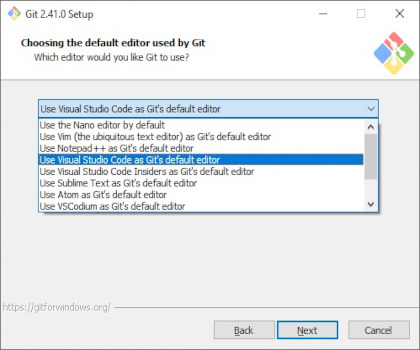 Git 2.41.0 Setup
Choosing the default editor used by Git
Which editor would you like Git to use?
Use Visual Studio Code as Git's default editor
Use the Nano editor by default
Use Vim (the ubiquitous text editor) as Git's default editor
Use Notepad++ as Git's default editor
Use Visual Studio Code as Git's default editor
Use Visual Studio Code Insiders as Git's default editor
Use Sublime Text as Git's default editor
Use Atom as Git's default editor
Use VSCodium as Git's default editor
https://gitforwindows.org/
Back Next Cancel